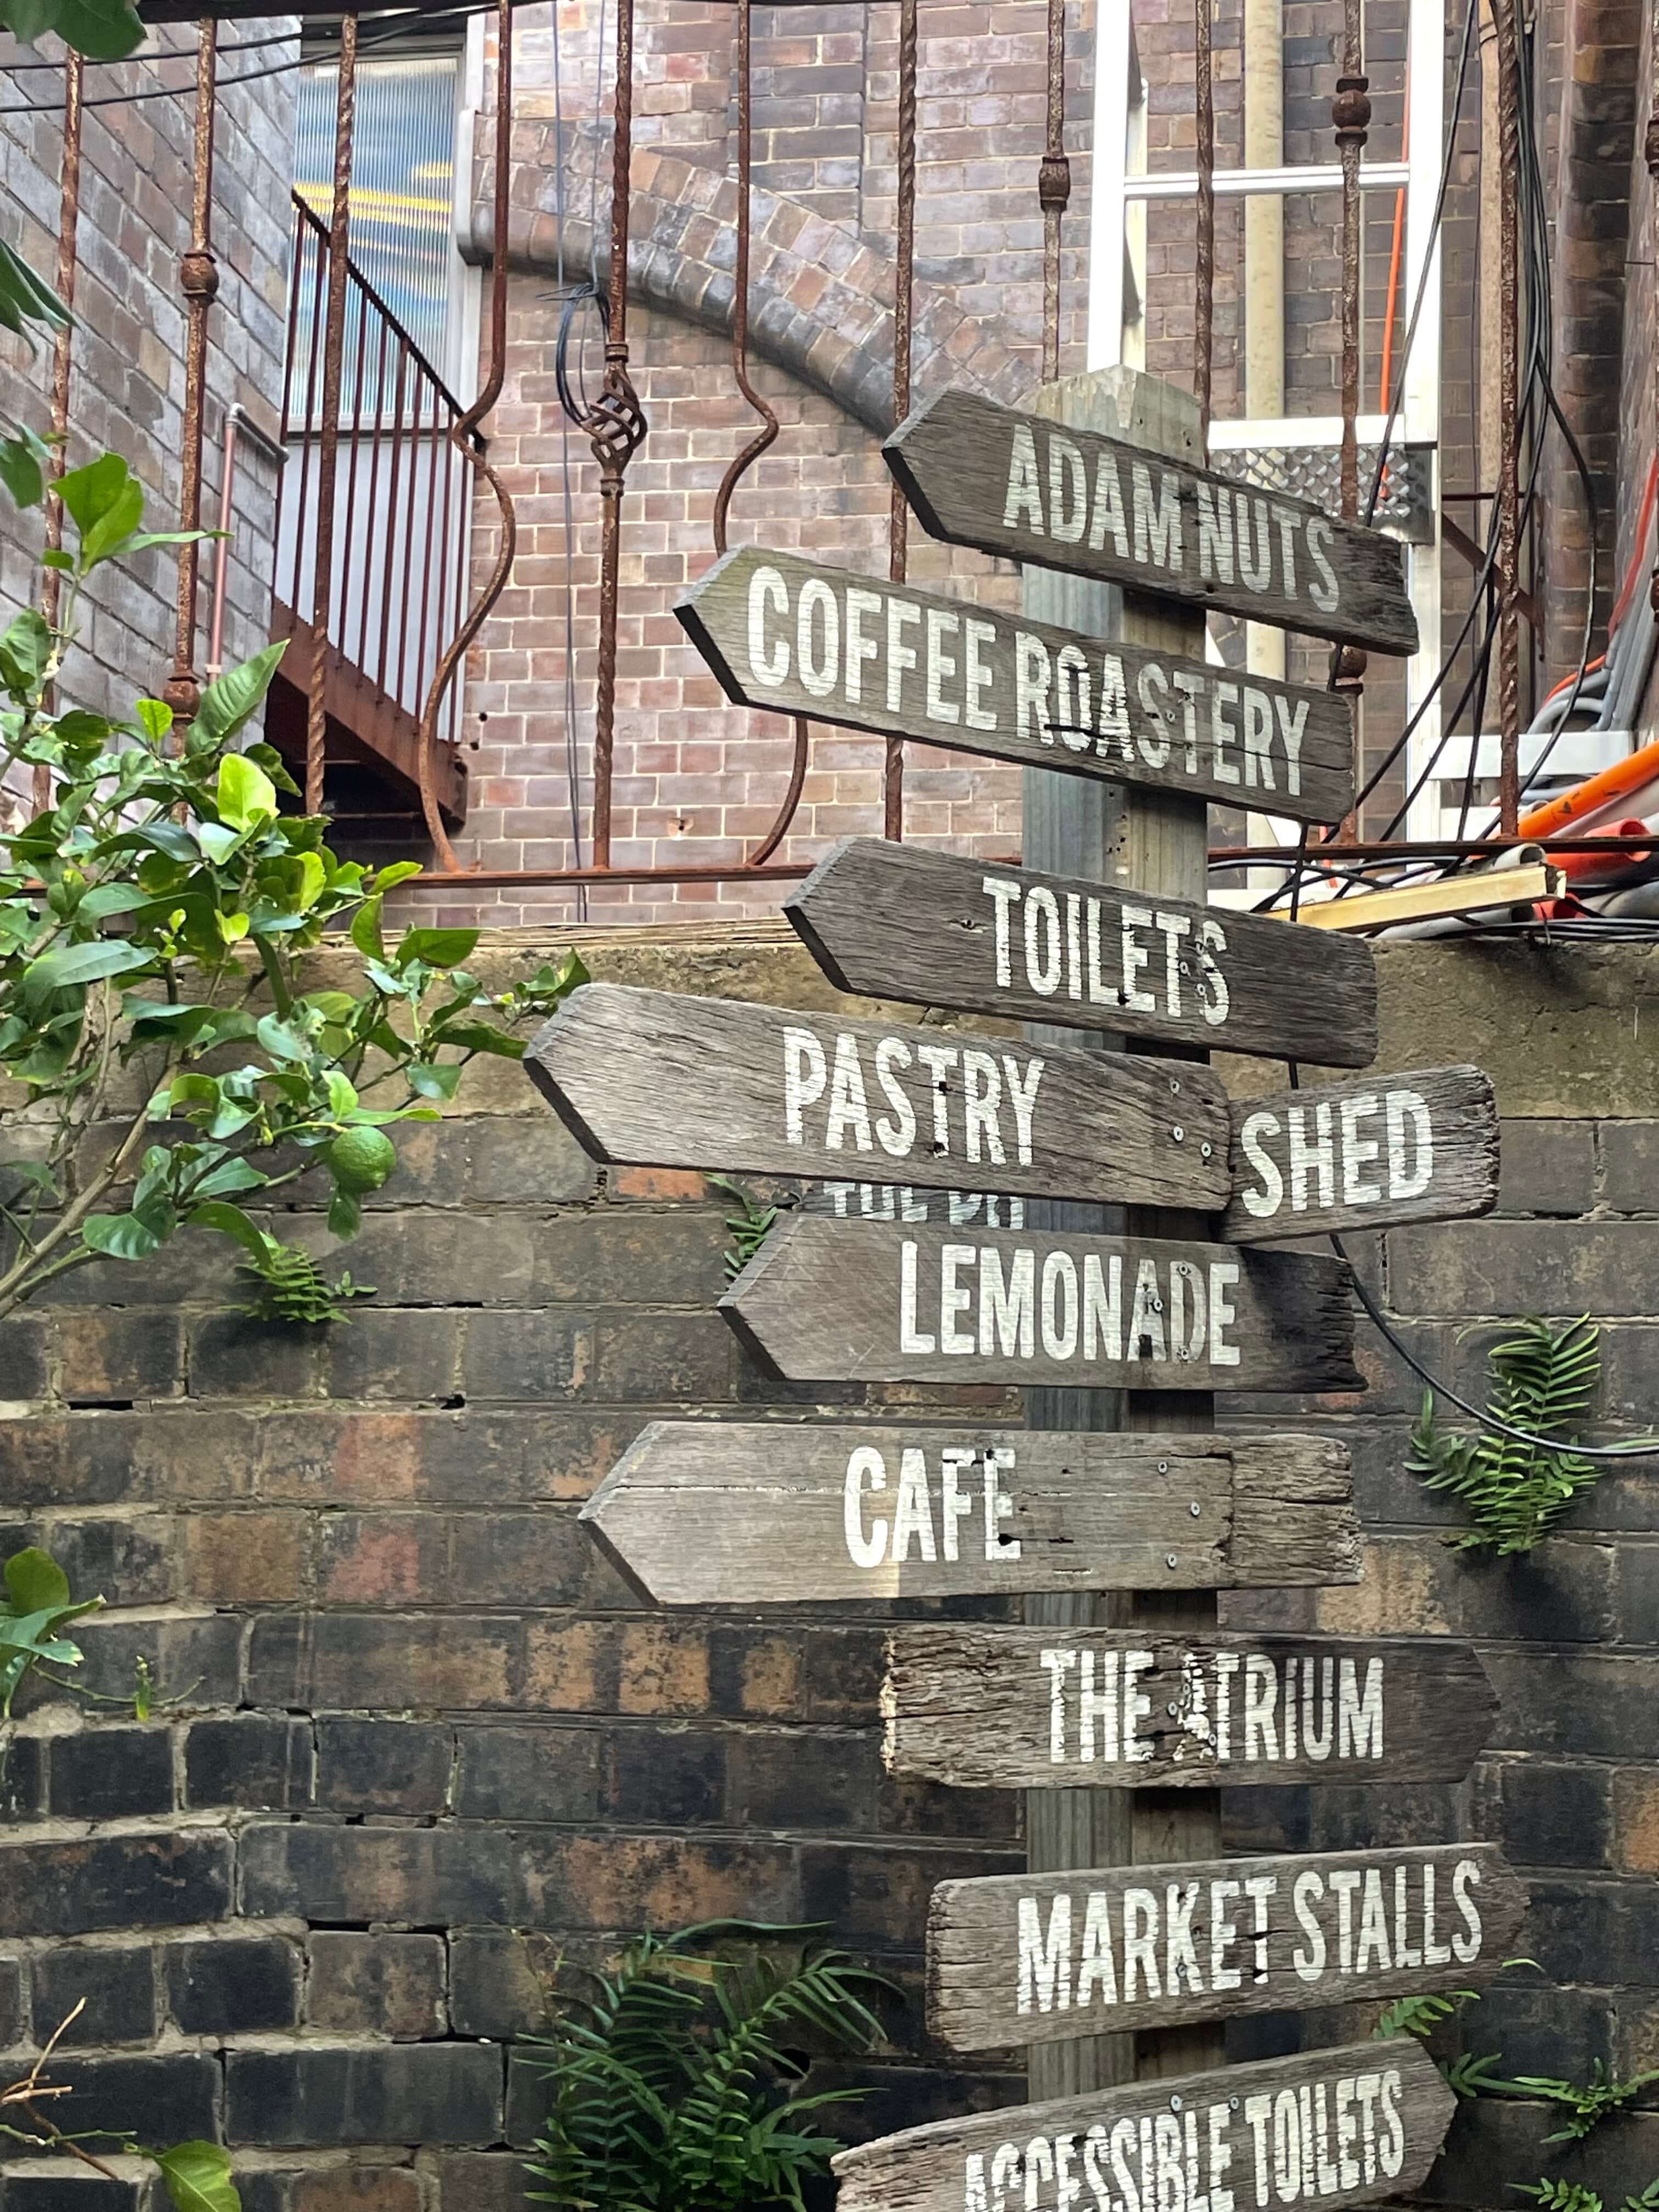 ADAM NUTS
COFFEE ROASTERY
TOILETS
PASTRY
SHED
LEMONADE
CAFE
THE ATRIUM
MARKET STALLS
ACCESSIBLE TOILETS